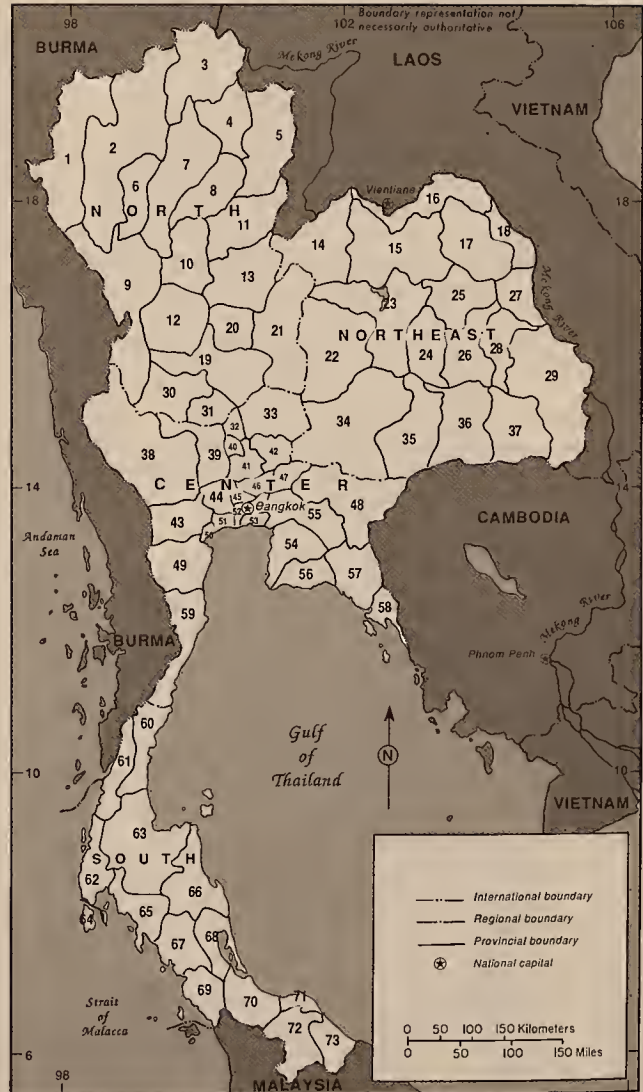 98
102
106
Boundary representation not
necessarily authoritative
BURMA
Mekong River
LAOS
VIETNAM
3
4
5
1
2
7
6
8
Vientiane
16
18
18
N O R T H
11
14
15
17
18
10
13
9
23
25
27
Mekong River
12
20
21
N O R T H E A S T
22
24
26
28
29
19
30
31
32
33
34
35
36
37
38
39
40
41
42
14
C E N T E R
14
44
45
46
47
48
Bangkok
43
50
51
52
53
55
CAMBODIA
Andaman
Sea
54
49
56
57
58
59
BURMA
Mekong River
Phnom Penh
60
Gulf
of
Thailand
N
10
10
61
VIETNAM
63
S O U T H
62
66
64
65
67
68
International boundary
Regional boundary
Provincial boundary
National capital
69
70
71
Strait
of
Malacca
72
73
0 50 100 150 Kilometers
0 50 100 150 Miles
6
6
98
MALAYSIA